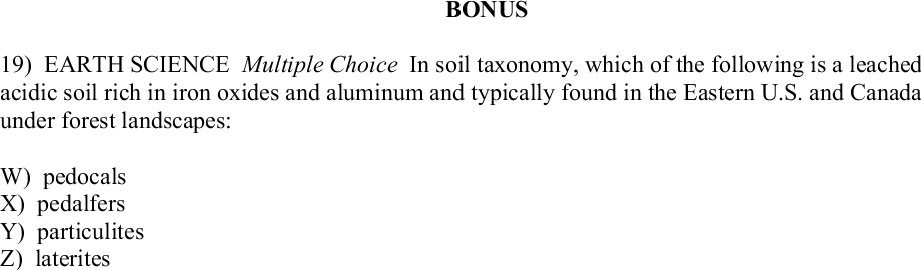 BONUS
19) EARTH SCIENCE Multiple Choice In soil taxonomy, which of the following is a leached
acidic soil rich in iron oxides and aluminum and typically found in the Eastern U.S. and Canada
under forest landscapes:
W) pedocals
X) pedalfers
Y) particulites
Z) laterites